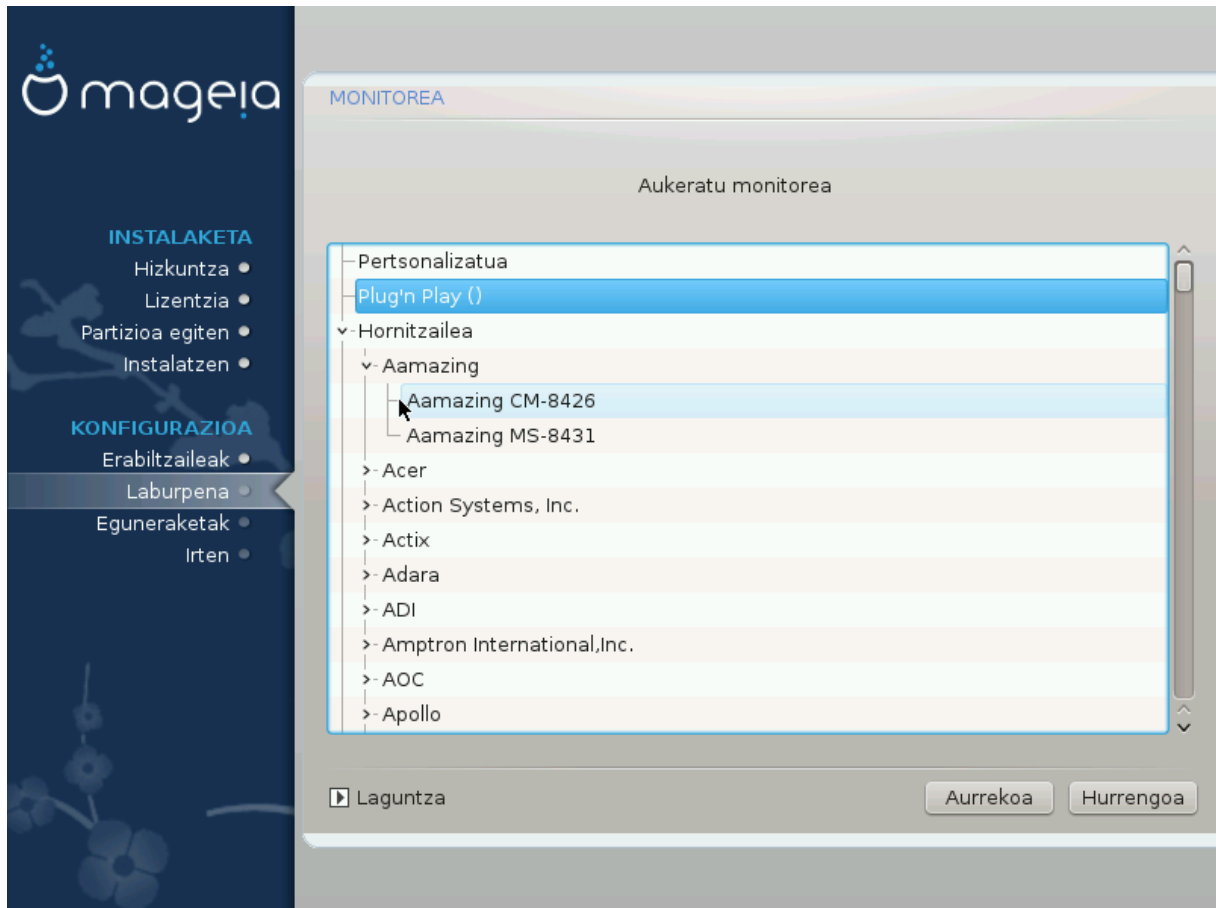 mageia
INSTALAKETA
Hizkuntza
Lizentzia
Partizioa egiten
Instalatzen
KONFIGURAZIOA
Erabiltzaileak
Laburpena
Eguneraketak
Irten
MONITOREA
Aukeratu monitorea
Pertsonalizatua
Plug'n Play ()
Hornitzailea
Aamazing
Aamazing CM-8426
Aamazing MS-8431
Acer
Action Systems, Inc.
Actix
Adara
ADI
Amptron International,Inc.
AOC
Apollo
Laguntza
Aurrekoa
Hurrengoa